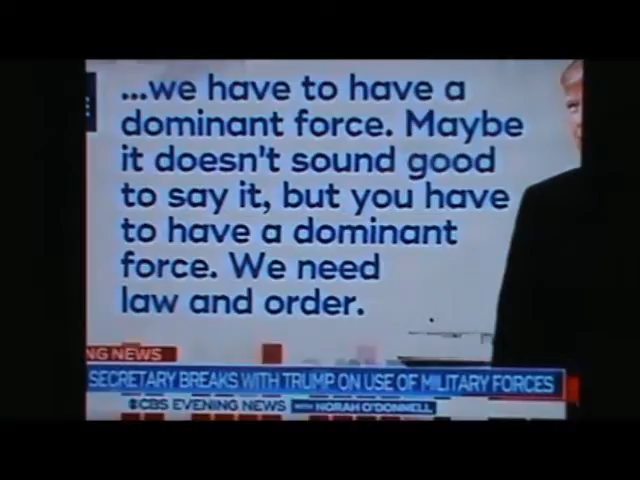 ...we have to have a
dominant force. Maybe
it doesn't sound good
to say it, but you have
to have a dominant
force. We need
law and order.
NG NEWS
SECRETARY BREAKS WITH TRUMP ON USE OF MILITARY FORCES
CBS EVENING NEWS WITH NORAH O'DONNELL